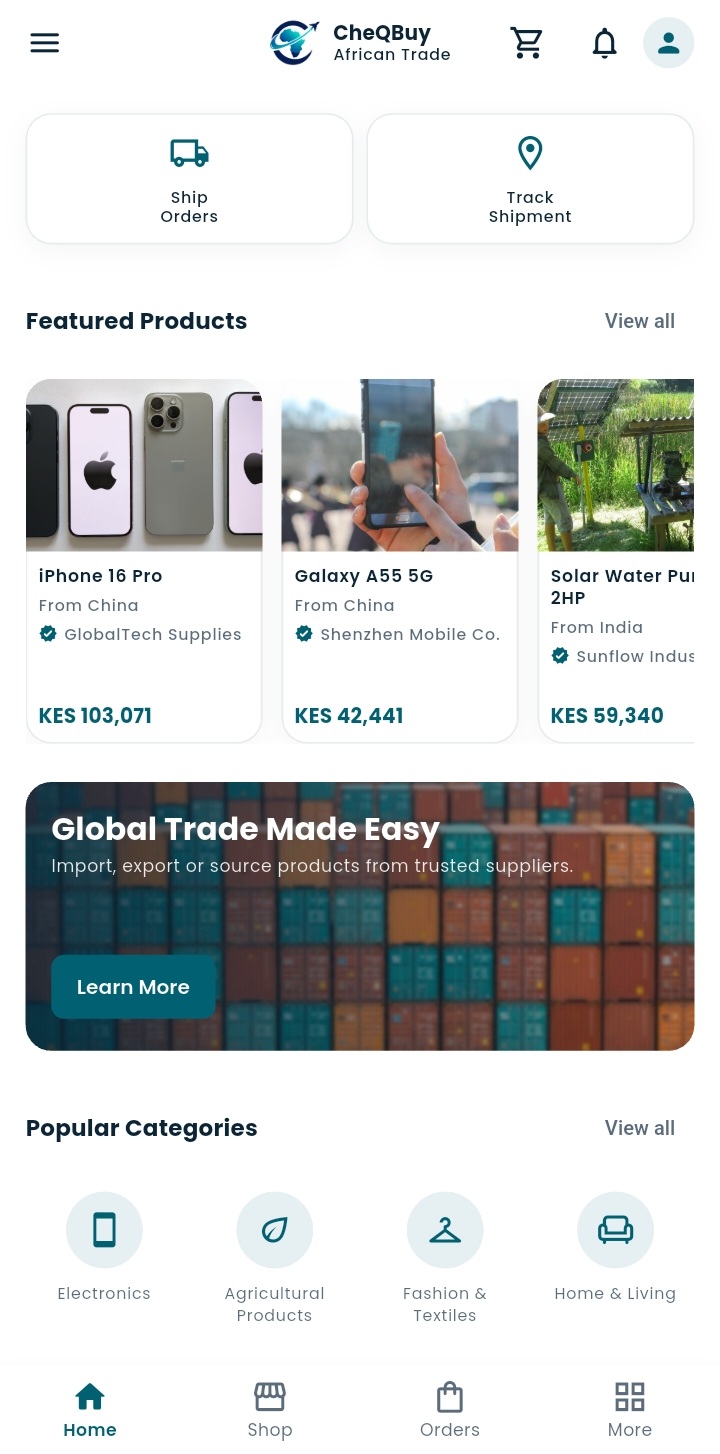 CheQBuy
African Trade
Ship
Orders
Track
Shipment
Featured Products
View all
iPhone 16 Pro
From China
GlobalTech Supplies
KES 103,071
Galaxy A55 5G
From China
Shenzhen Mobile Co.
KES 42,441
Solar Water Pu
2HP
From India
Sunflow Indus
KES 59,340
Global Trade Made Easy
Import, export or source products from trusted suppliers.
Learn More
Popular Categories
View all
Electronics
Agricultural
Products
Fashion &
Textiles
Home & Living
Home
Shop
Orders
More